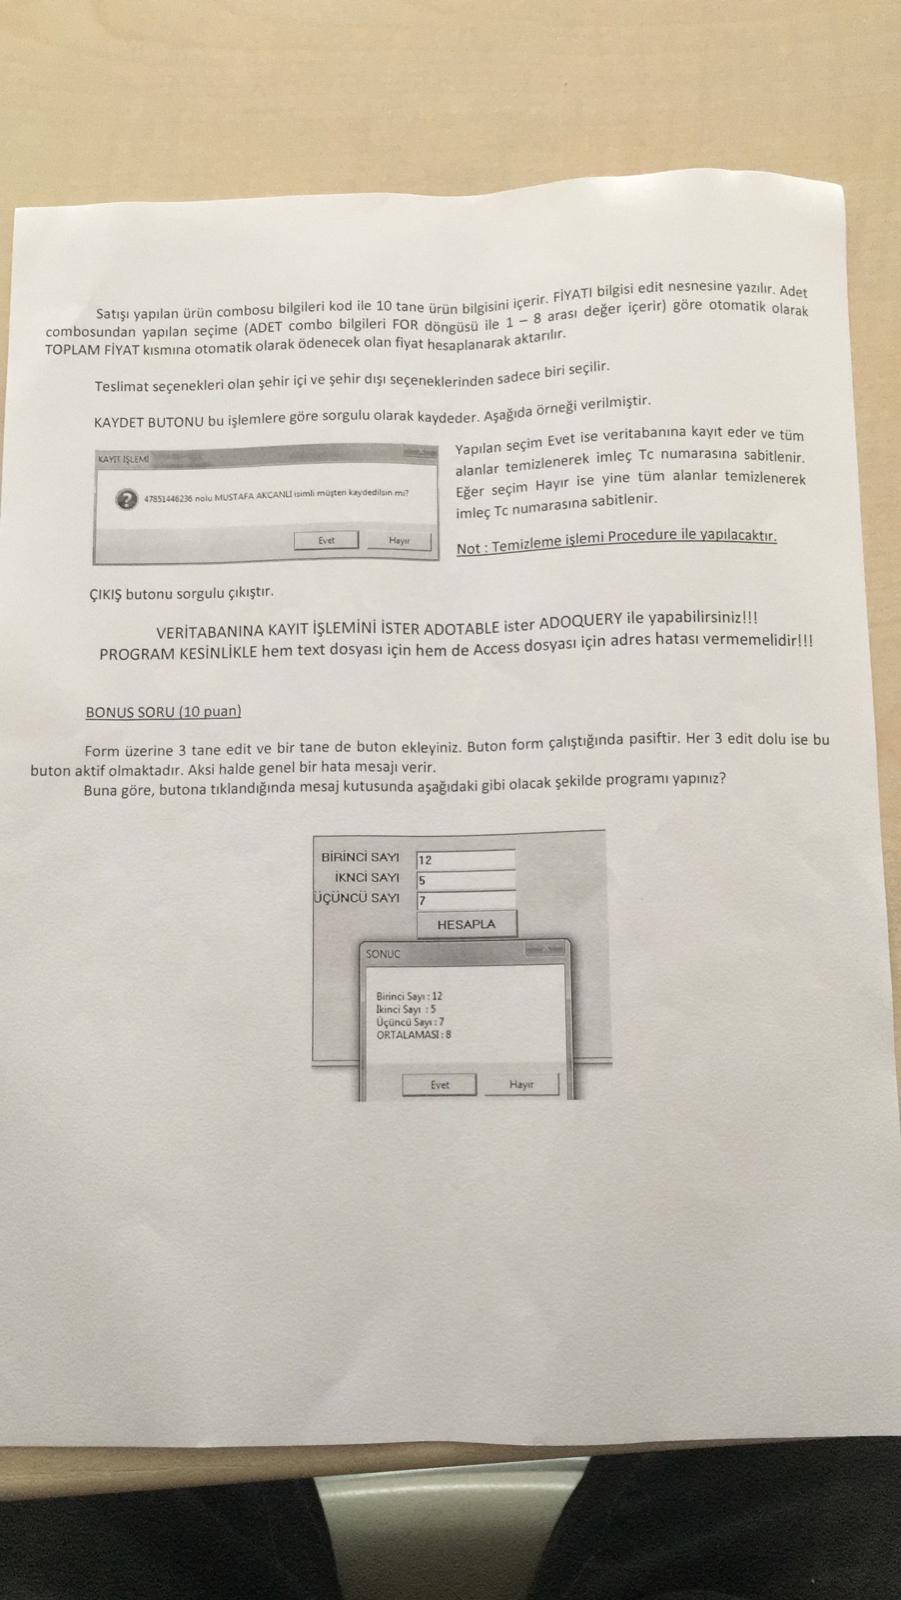 Satışı yapılan ürün combosu bilgileri kod ile 10 tane ürün bilgisini içerir. FİYATI bilgisi edit nesnesine yazılır. Adet
combosundan yapılan seçime (ADET combo bilgileri FOR döngüsü ile 1 – 8 arası değer içerir) göre otomatik olarak
TOPLAM FİYAT kısmına otomatik olarak ödenecek olan fiyat hesaplanarak aktarılır.
Teslimat seçenekleri olan şehir içi ve şehir dışı seçeneklerinden sadece biri seçilir.
KAYDET BUTONU bu işlemlere göre sorgulu olarak kaydeder. Aşağıda örneği verilmiştir.
KAYIT İŞLEMİ
47851446236 nolu MUSTAFA AKCANLI isimli müşteri kaydedilsin mi?
Evet
Hayır
Yapılan seçim Evet ise veritabanına kayıt eder ve tüm
alanlar temizlenerek imleç Tc numarasına sabitlenir.
Eğer seçim Hayır ise yine tüm alanlar temizlenerek
imleç Tc numarasına sabitlenir.
Not : Temizleme işlemi Procedure ile yapılacaktır.
ÇIKIŞ butonu sorgulu çıkıştır.
VERİTABANINA KAYIT İŞLEMİNİ İSTER ADOTABLE ister ADOQUERY ile yapabilirsiniz!!!
PROGRAM KESİNLİKLE hem text dosyası için hem de Access dosyası için adres hatası vermemelidir!!!
BONUS SORU (10 puan)
Form üzerine 3 tane edit ve bir tane de buton ekleyiniz. Buton form çalıştığında pasiftir. Her 3 edit dolu ise bu
buton aktif olmaktadır. Aksi halde genel bir hata mesajı verir.
Buna göre, butona tıklandığında mesaj kutusunda aşağıdaki gibi olacak şekilde programı yapınız?
BİRİNCİ SAYI 12
İKNCİ SAYI 5
ÜÇÜNCÜ SAYI 7
HESAPLA
SONUC
Birinci Sayı : 12
İkinci Sayı : 5
Üçüncü Sayı : 7
ORTALAMASI : 8
Evet
Hayır